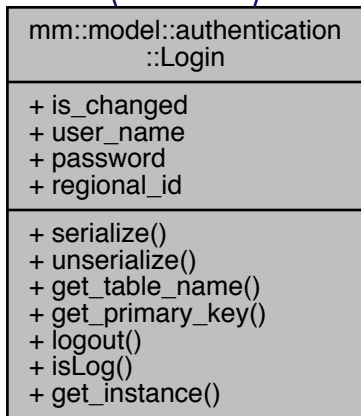 mm::model::authentication
::Login
+ is_changed
+ user_name
+ password
+ regional_id
+ serialize()
+ unserialize()
+ get_table_name()
+ get_primary_key()
+ logout()
+ isLog()
+ get_instance()